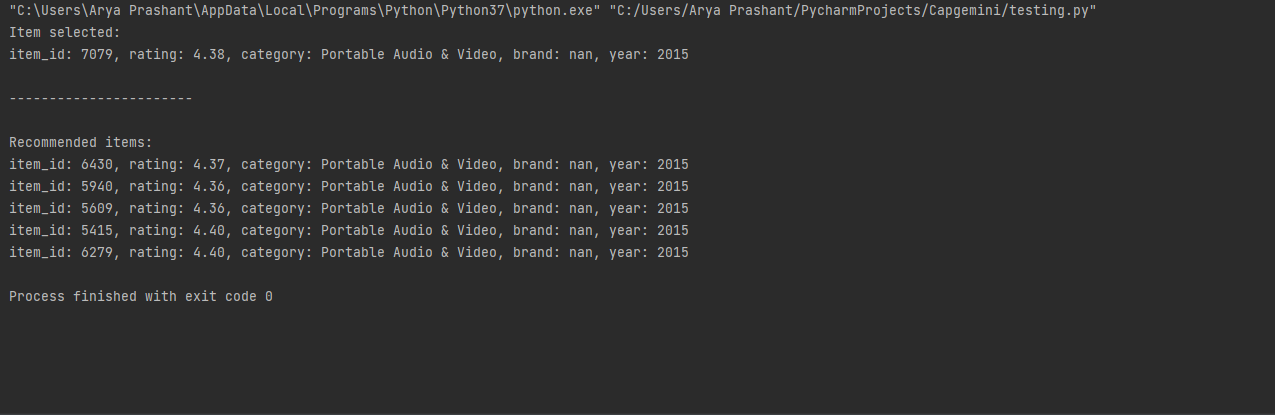 "C:\Users\Arya Prashant\AppData\Local\Programs\Python\Python37\python.exe" "C:/Users/Arya Prashant/PycharmProjects/Capgemini/testing.py"
Item selected:
item_id: 7079, rating: 4.38, category: Portable Audio & Video, brand: nan, year: 2015
-----------------------
Recommended items:
item_id: 6430, rating: 4.37, category: Portable Audio & Video, brand: nan, year: 2015
item_id: 5940, rating: 4.36, category: Portable Audio & Video, brand: nan, year: 2015
item_id: 5609, rating: 4.36, category: Portable Audio & Video, brand: nan, year: 2015
item_id: 5415, rating: 4.40, category: Portable Audio & Video, brand: nan, year: 2015
item_id: 6279, rating: 4.40, category: Portable Audio & Video, brand: nan, year: 2015
Process finished with exit code 0